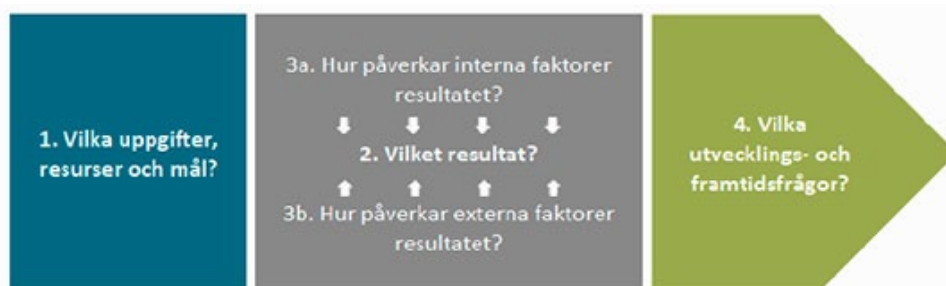 1. Vilka uppgifter,
resurser och mål?
3a. Hur påverkar interna faktorer
resultatet?
2. Vilket resultat?
3b. Hur påverkar externa faktorer
resultatet?
4. Vilka
utvecklings- och
framtidsfrågor?